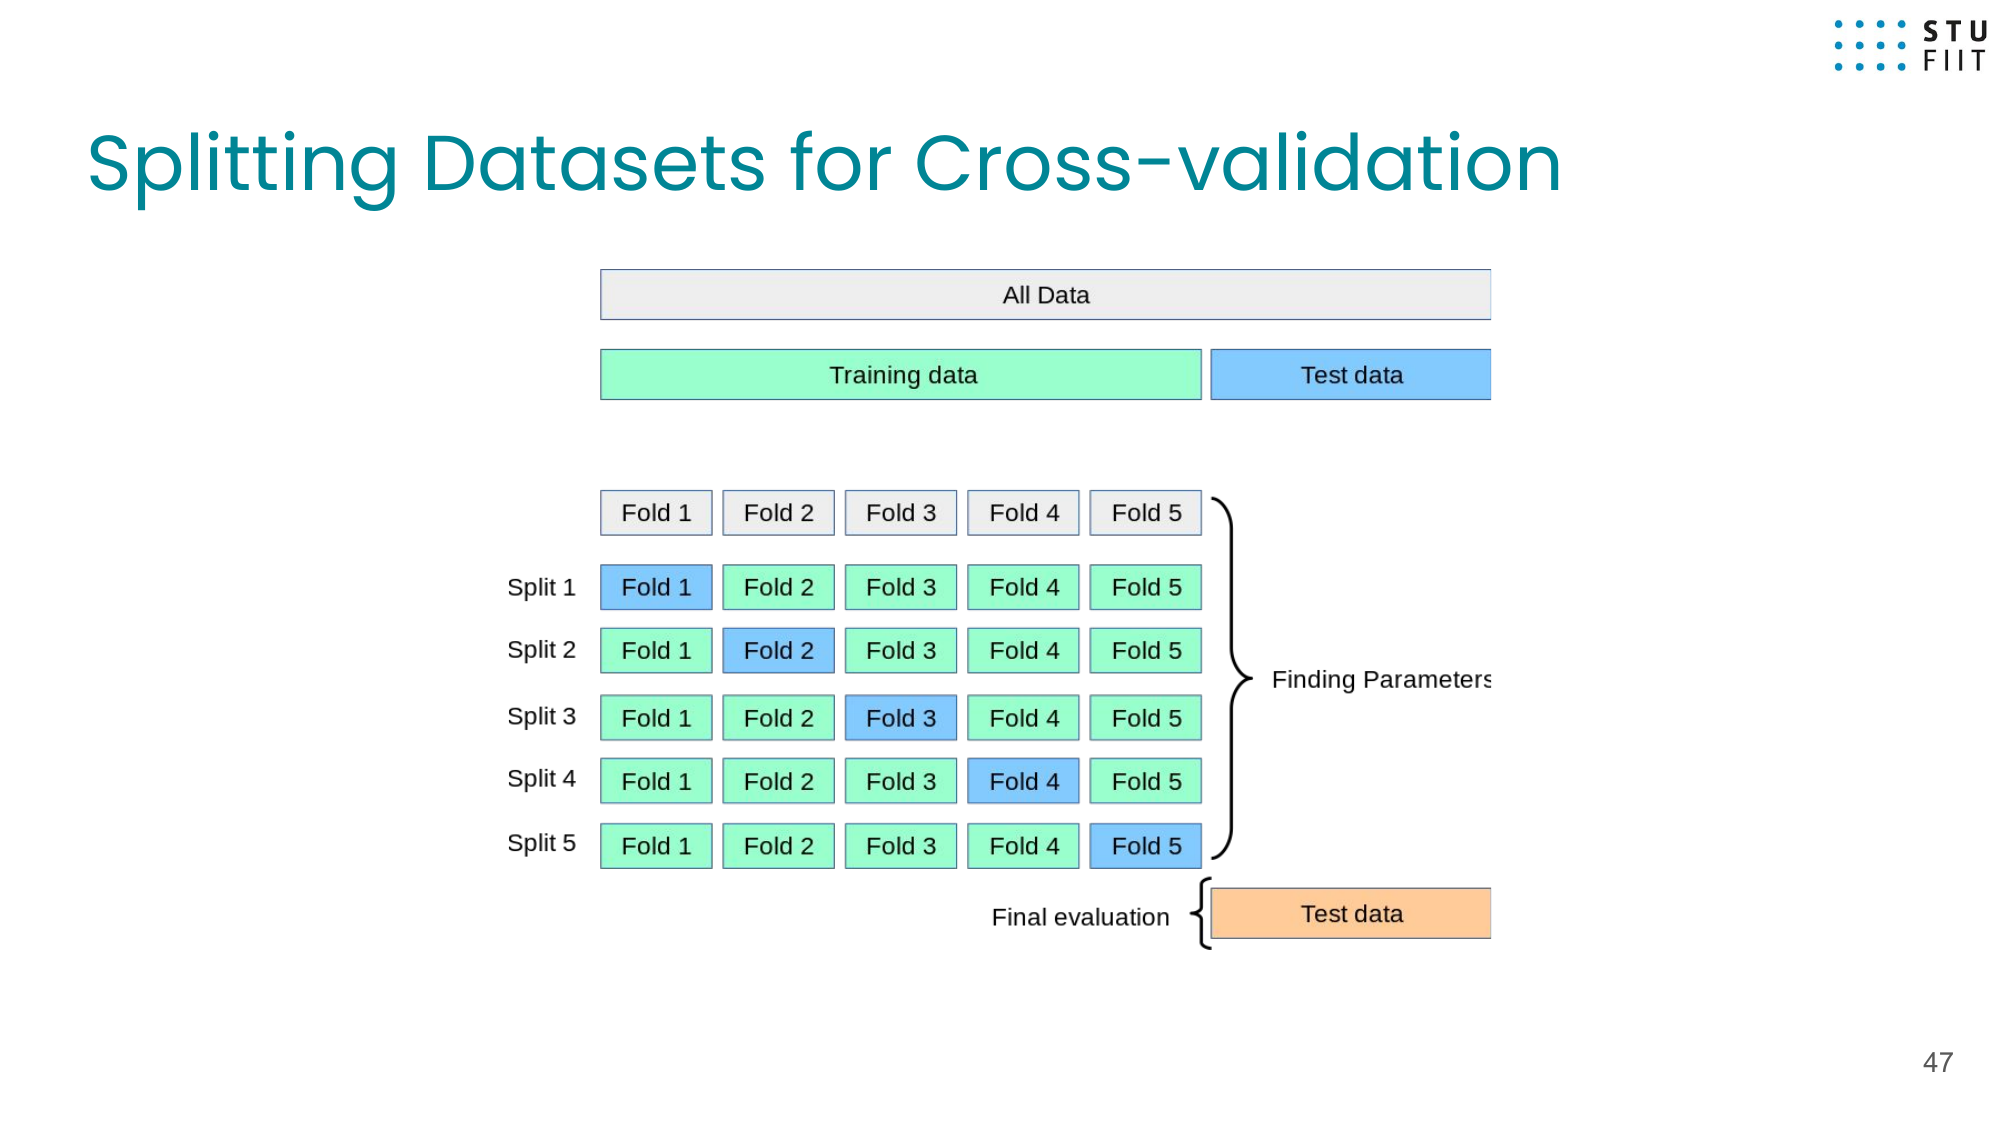 STU
FIIT
Splitting Datasets for Cross-validation
All Data
Training data Test data
Fold 1 Fold 2 Fold 3 Fold 4 Fold 5
Split 1 Fold 1 Fold 2 Fold 3 Fold 4 Fold 5
Split 2 Fold 1 Fold 2 Fold 3 Fold 4 Fold 5
Finding Parameters
Split 3 Fold 1 Fold 2 Fold 3 Fold 4 Fold 5
Split 4 Fold 1 Fold 2 Fold 3 Fold 4 Fold 5
Split 5 Fold 1 Fold 2 Fold 3 Fold 4 Fold 5
Final evaluation Test data
47